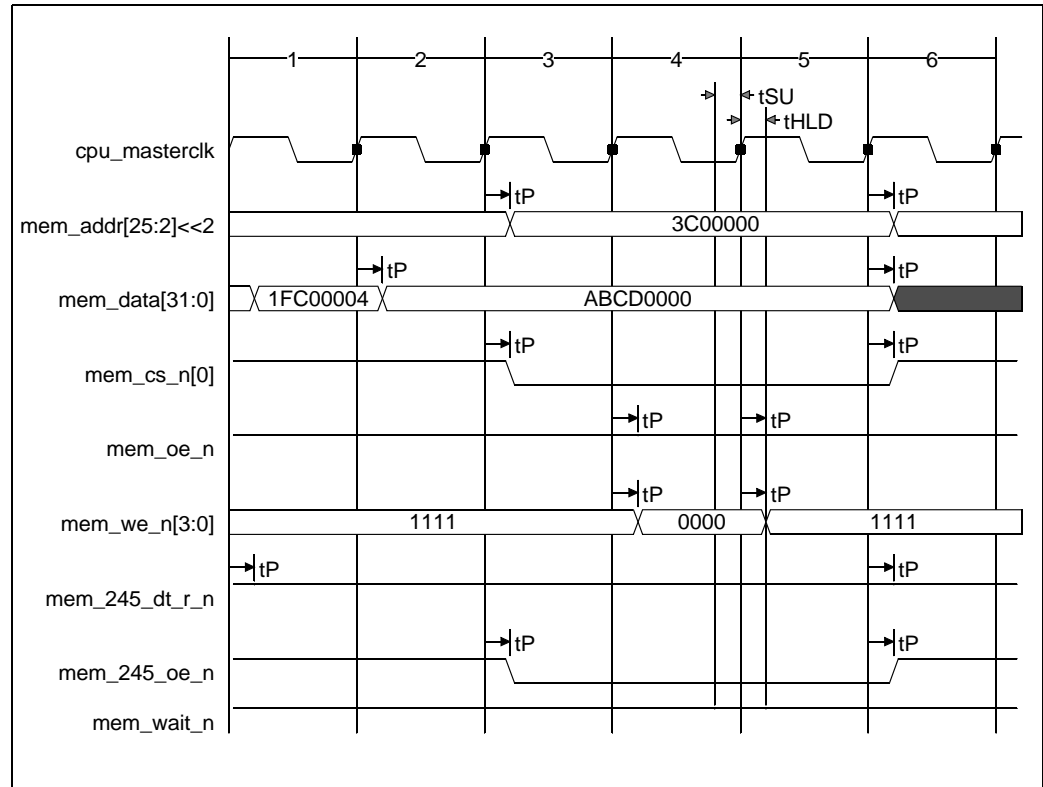 1 2 3 4 5 6
tSU
tHLD
cpu_masterclk
tP tP
mem_addr[25:2]<<2 3C00000
tP tP
mem_data[31:0] 1FC00004 ABCD0000
tP tP
mem_cs_n[0]
tP tP
mem_oe_n
tP tP
mem_we_n[3:0] 1111 0000 1111
tP tP
mem_245_dt_r_n
tP tP
mem_245_oe_n
mem_wait_n